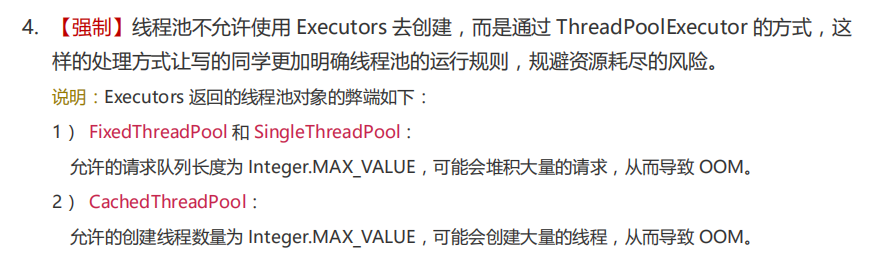 4. 【强制】线程池不允许使用 Executors 去创建，而是通过 ThreadPoolExecutor 的方式，这
样的处理方式让写的同学更加明确线程池的运行规则，规避资源耗尽的风险。
说明：Executors 返回的线程池对象的弊端如下：
1） FixedThreadPool 和 SingleThreadPool：
允许的请求队列长度为 Integer.MAX_VALUE，可能会堆积大量的请求，从而导致 OOM。
2） CachedThreadPool：
允许的创建线程数量为 Integer.MAX_VALUE，可能会创建大量的线程，从而导致 OOM。